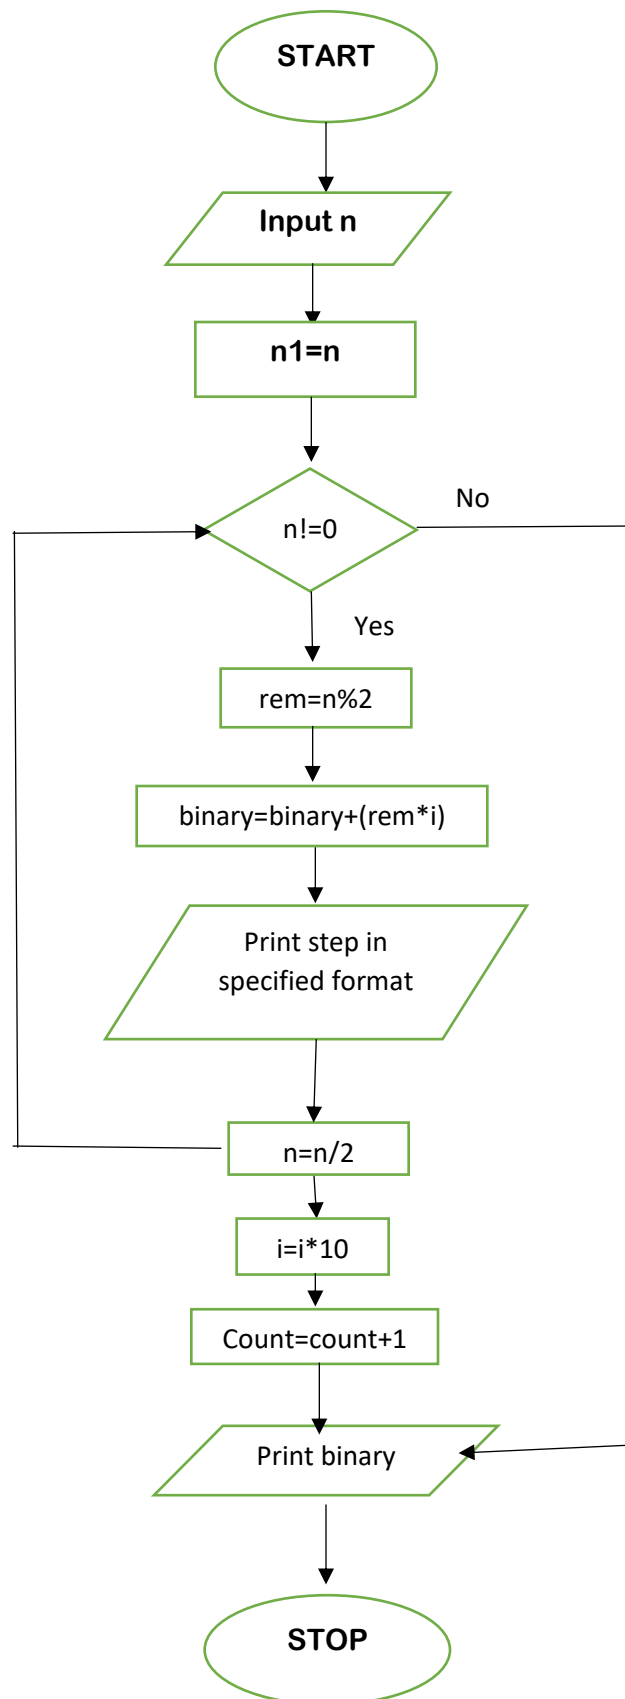 START
Input n
n1=n
n!=0
No
Yes
rem=n%2
binary=binary+(rem*i)
Print step in
specified format
n=n/2
i=i*10
Count=count+1
Print binary
STOP